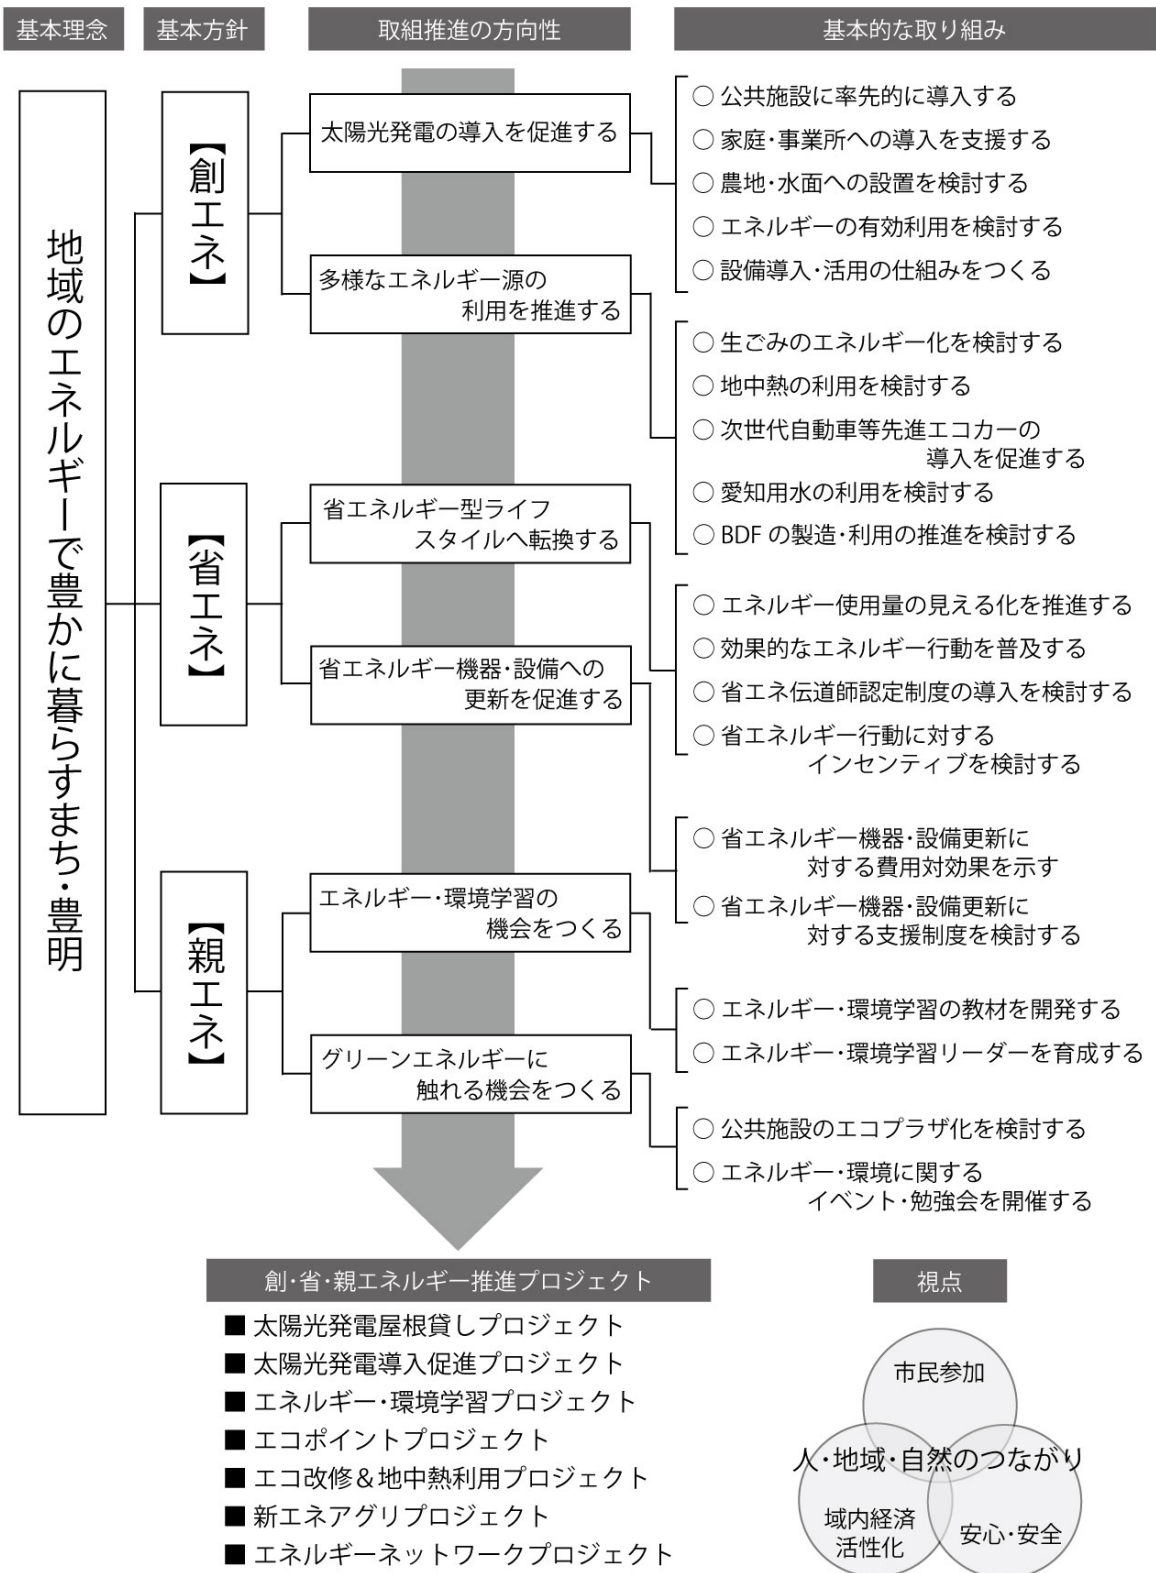 基本理念
基本方針
取組推進の方向性
基本的な取り組み
地域のエネルギーで豊かに暮らすまち・豊明
【創エネ】
太陽光発電の導入を促進する
○ 公共施設に率先的に導入する
○ 家庭・事業所への導入を支援する
○ 農地・水面への設置を検討する
○ エネルギーの有効利用を検討する
○ 設備導入・活用の仕組みをつくる
多様なエネルギー源の
利用を推進する
○ 生ごみのエネルギー化を検討する
○ 地中熱の利用を検討する
○ 次世代自動車等先進エコカーの
導入を促進する
○ 愛知用水の利用を検討する
○ BDF の製造・利用の推進を検討する
【省エネ】
省エネルギー型ライフ
スタイルへ転換する
○ エネルギー使用量の見える化を推進する
○ 効果的なエネルギー行動を普及する
○ 省エネ伝道師認定制度の導入を検討する
○ 省エネルギー行動に対する
インセンティブを検討する
省エネルギー機器・設備への
更新を促進する
○ 省エネルギー機器・設備更新に
対する費用対効果を示す
○ 省エネルギー機器・設備更新に
対する支援制度を検討する
【親エネ】
エネルギー・環境学習の
機会をつくる
○ エネルギー・環境学習の教材を開発する
○ エネルギー・環境学習リーダーを育成する
グリーンエネルギーに
触れる機会をつくる
○ 公共施設のエコプラザ化を検討する
○ エネルギー・環境に関する
イベント・勉強会を開催する
創・省・親エネルギー推進プロジェクト
■ 太陽光発電屋根貸しプロジェクト
■ 太陽光発電導入促進プロジェクト
■ エネルギー・環境学習プロジェクト
■ エコポイントプロジェクト
■ エコ改修＆地中熱利用プロジェクト
■ 新エネアグリプロジェクト
■ エネルギーネットワークプロジェクト
視点
市民参加
人・地域・自然のつながり
域内経済
活性化
安心・安全